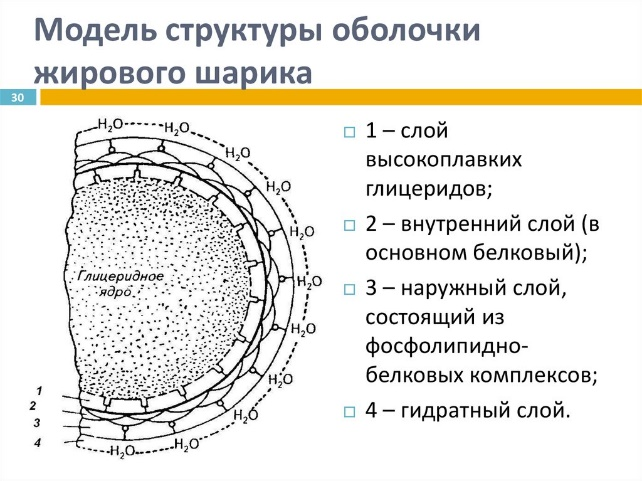 Модель структуры оболочки
жирового шарика
30
H₂O
H₂O
H₂O
H₂O
H₂O
H₂O
H₂O
H₂O
H₂O
H₂O
H₂O
Глицеридное
ядро
1
2
3
4
1 – слой
высокоплавких
глицеридов;
2 – внутренний слой (в
основном белковый);
3 – наружный слой,
состоящий из
фосфолипидно-
белковых комплексов;
4 – гидратный слой.